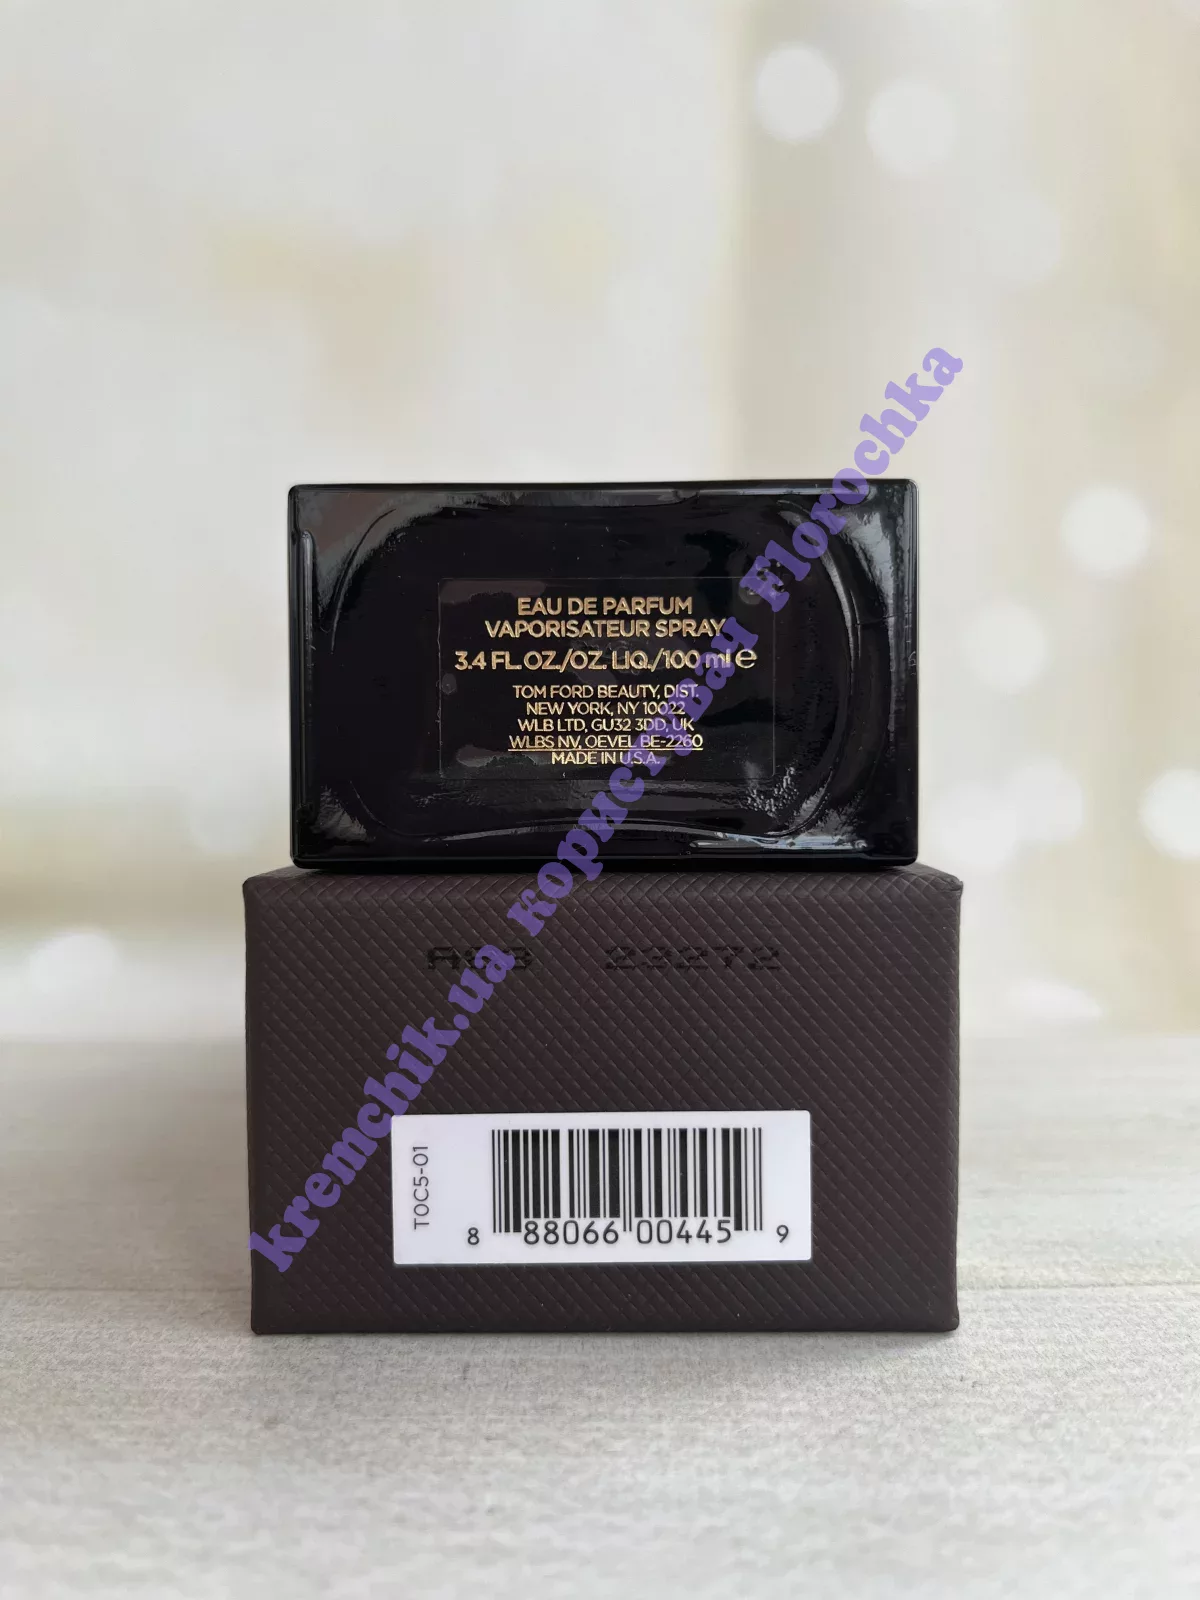 EAU DE PARFUM
VAPORISATEUR SPRAY
3.4 FL. OZ./OZ. LIQ./100 ml e
TOM FORD BEAUTY, DIST.
NEW YORK, NY 10022
WLB LTD, GU32 3DD, UK
WLBS NV, OEVEL BE-2260
MADE IN U.S.A.
23272
TOC5-01
8 88066 00445 9
kremchik.ua користувач Florochka